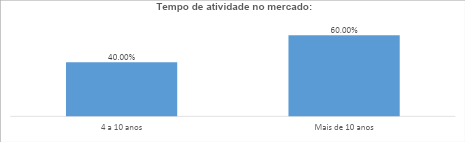 Tempo de atividade no mercado:
60.00%
40.00%
4 a 10 anos
Mais de 10 anos